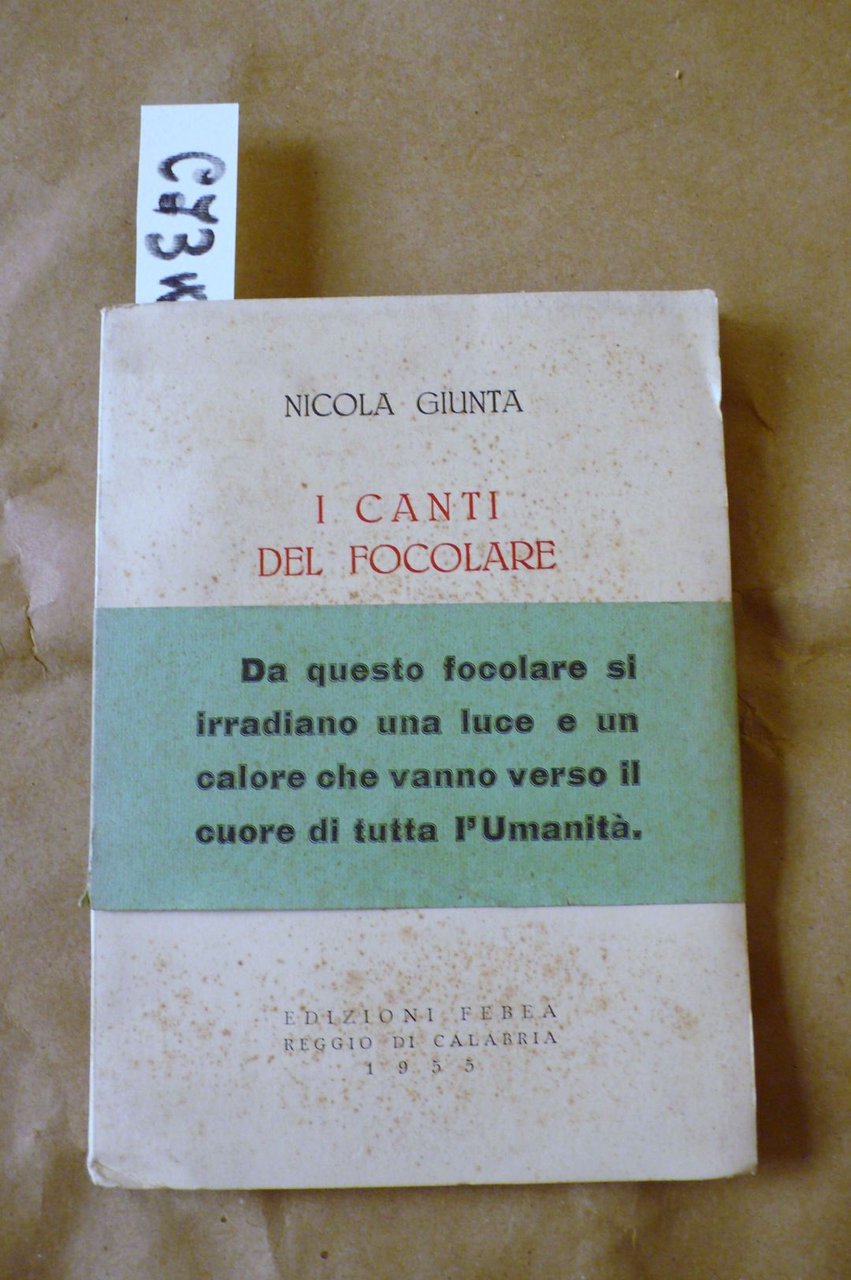 NICOLA GIUNTA
I CANTI
DEL FOCOLARE
Da questo focolare si
irradiano una luce e un
calore che vanno verso il
cuore di tutta l'Umanità.
EDIZIONI FEBEA
REGGIO DI CALABRIA
1955